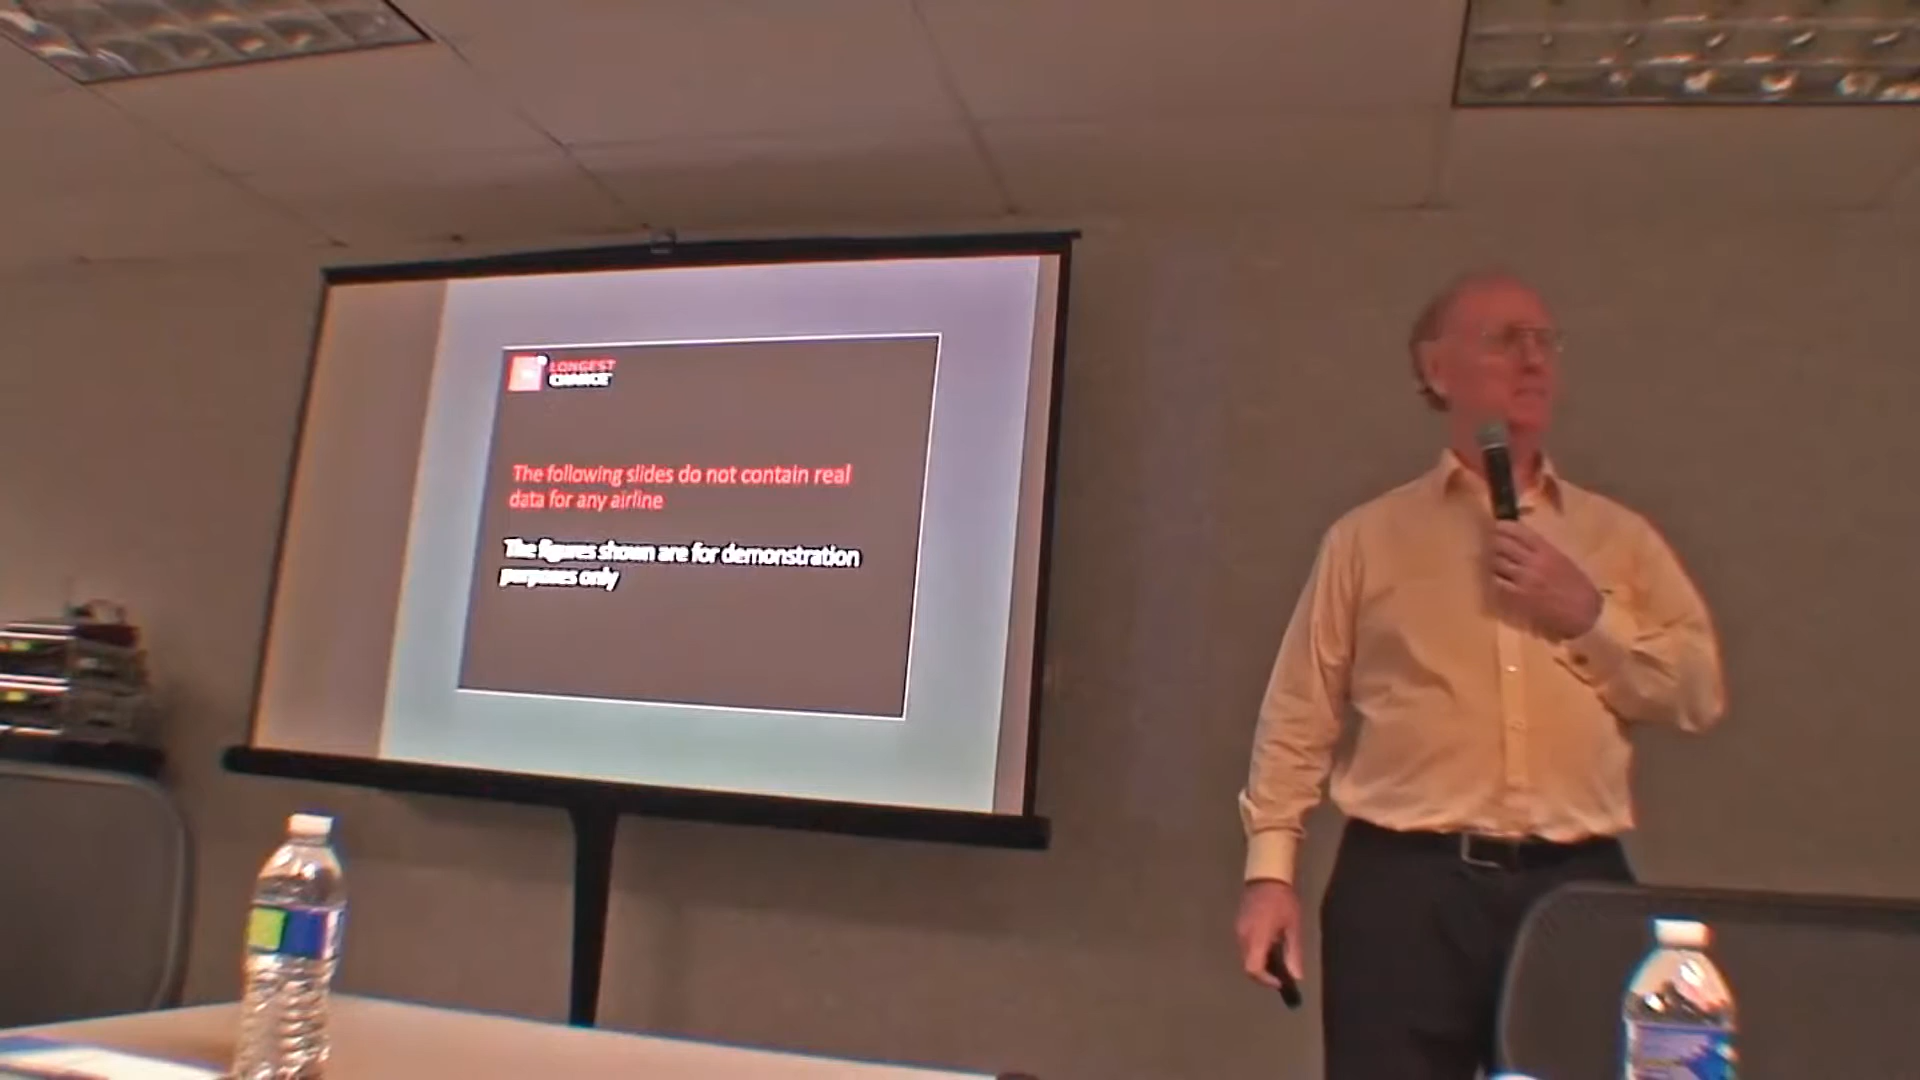 LONGEST
CHANCE
The following slides do not contain real
data for any airline
The figures shown are for demonstration
purposes only